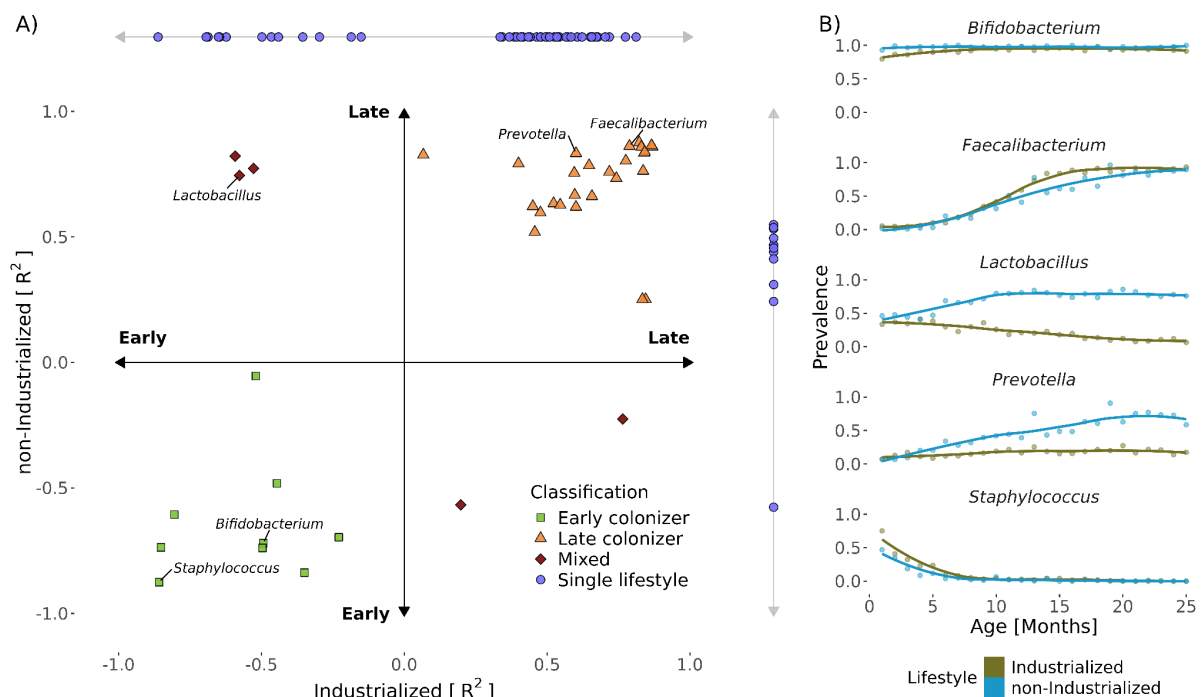 A)
1.0
0.5
0.0
-0.5
-1.0
non-Industrialized [ R² ]
-1.0
-0.5
0.0
0.5
1.0
Industrialized [ R² ]
Late
Early
Early
Late
Prevotella
Faecalibacterium
Lactobacillus
Bifidobacterium
Staphylococcus
Classification
Early colonizer
Late colonizer
Mixed
Single lifestyle
B)
Prevalence
Bifidobacterium
1.0
0.5
0.0
Faecalibacterium
1.0
0.5
0.0
Lactobacillus
1.0
0.5
0.0
Prevotella
1.0
0.5
0.0
Staphylococcus
1.0
0.5
0.0
0
5
10
15
20
25
Age [Months]
Lifestyle
Industrialized
non-Industrialized